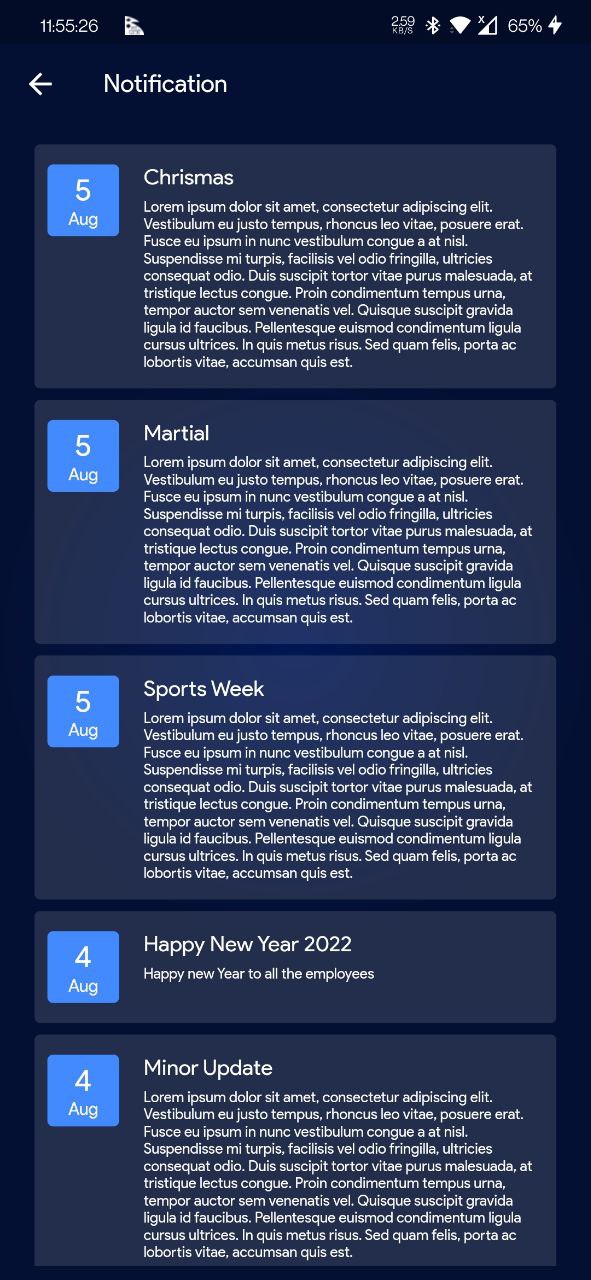 11:55:26
2.59
KB/S
X
65%
Notification
5
Aug
Chrismas
Lorem ipsum dolor sit amet, consectetur adipiscing elit.
Vestibulum eu justo tempus, rhoncus leo vitae, posuere erat.
Fusce eu ipsum in nunc vestibulum congue a at nisl.
Suspendisse mi turpis, facilisis vel odio fringilla, ultricies
consequat odio. Duis suscipit tortor vitae purus malesuada, at
tristique lectus congue. Proin condimentum tempus urna,
tempor auctor sem venenatis vel. Quisque suscipit gravida
ligula id faucibus. Pellentesque euismod condimentum ligula
cursus ultrices. In quis metus risus. Sed quam felis, porta ac
lobortis vitae, accumsan quis est.
5
Aug
Martial
Lorem ipsum dolor sit amet, consectetur adipiscing elit.
Vestibulum eu justo tempus, rhoncus leo vitae, posuere erat.
Fusce eu ipsum in nunc vestibulum congue a at nisl.
Suspendisse mi turpis, facilisis vel odio fringilla, ultricies
consequat odio. Duis suscipit tortor vitae purus malesuada, at
tristique lectus congue. Proin condimentum tempus urna,
tempor auctor sem venenatis vel. Quisque suscipit gravida
ligula id faucibus. Pellentesque euismod condimentum ligula
cursus ultrices. In quis metus risus. Sed quam felis, porta ac
lobortis vitae, accumsan quis est.
5
Aug
Sports Week
Lorem ipsum dolor sit amet, consectetur adipiscing elit.
Vestibulum eu justo tempus, rhoncus leo vitae, posuere erat.
Fusce eu ipsum in nunc vestibulum congue a at nisl.
Suspendisse mi turpis, facilisis vel odio fringilla, ultricies
consequat odio. Duis suscipit tortor vitae purus malesuada, at
tristique lectus congue. Proin condimentum tempus urna,
tempor auctor sem venenatis vel. Quisque suscipit gravida
ligula id faucibus. Pellentesque euismod condimentum ligula
cursus ultrices. In quis metus risus. Sed quam felis, porta ac
lobortis vitae, accumsan quis est.
4
Aug
Happy New Year 2022
Happy new Year to all the employees
4
Aug
Minor Update
Lorem ipsum dolor sit amet, consectetur adipiscing elit.
Vestibulum eu justo tempus, rhoncus leo vitae, posuere erat.
Fusce eu ipsum in nunc vestibulum congue a at nisl.
Suspendisse mi turpis, facilisis vel odio fringilla, ultricies
consequat odio. Duis suscipit tortor vitae purus malesuada, at
tristique lectus congue. Proin condimentum tempus urna,
tempor auctor sem venenatis vel. Quisque suscipit gravida
ligula id faucibus. Pellentesque euismod condimentum ligula
cursus ultrices. In quis metus risus. Sed quam felis, porta ac
lobortis vitae, accumsan quis est.